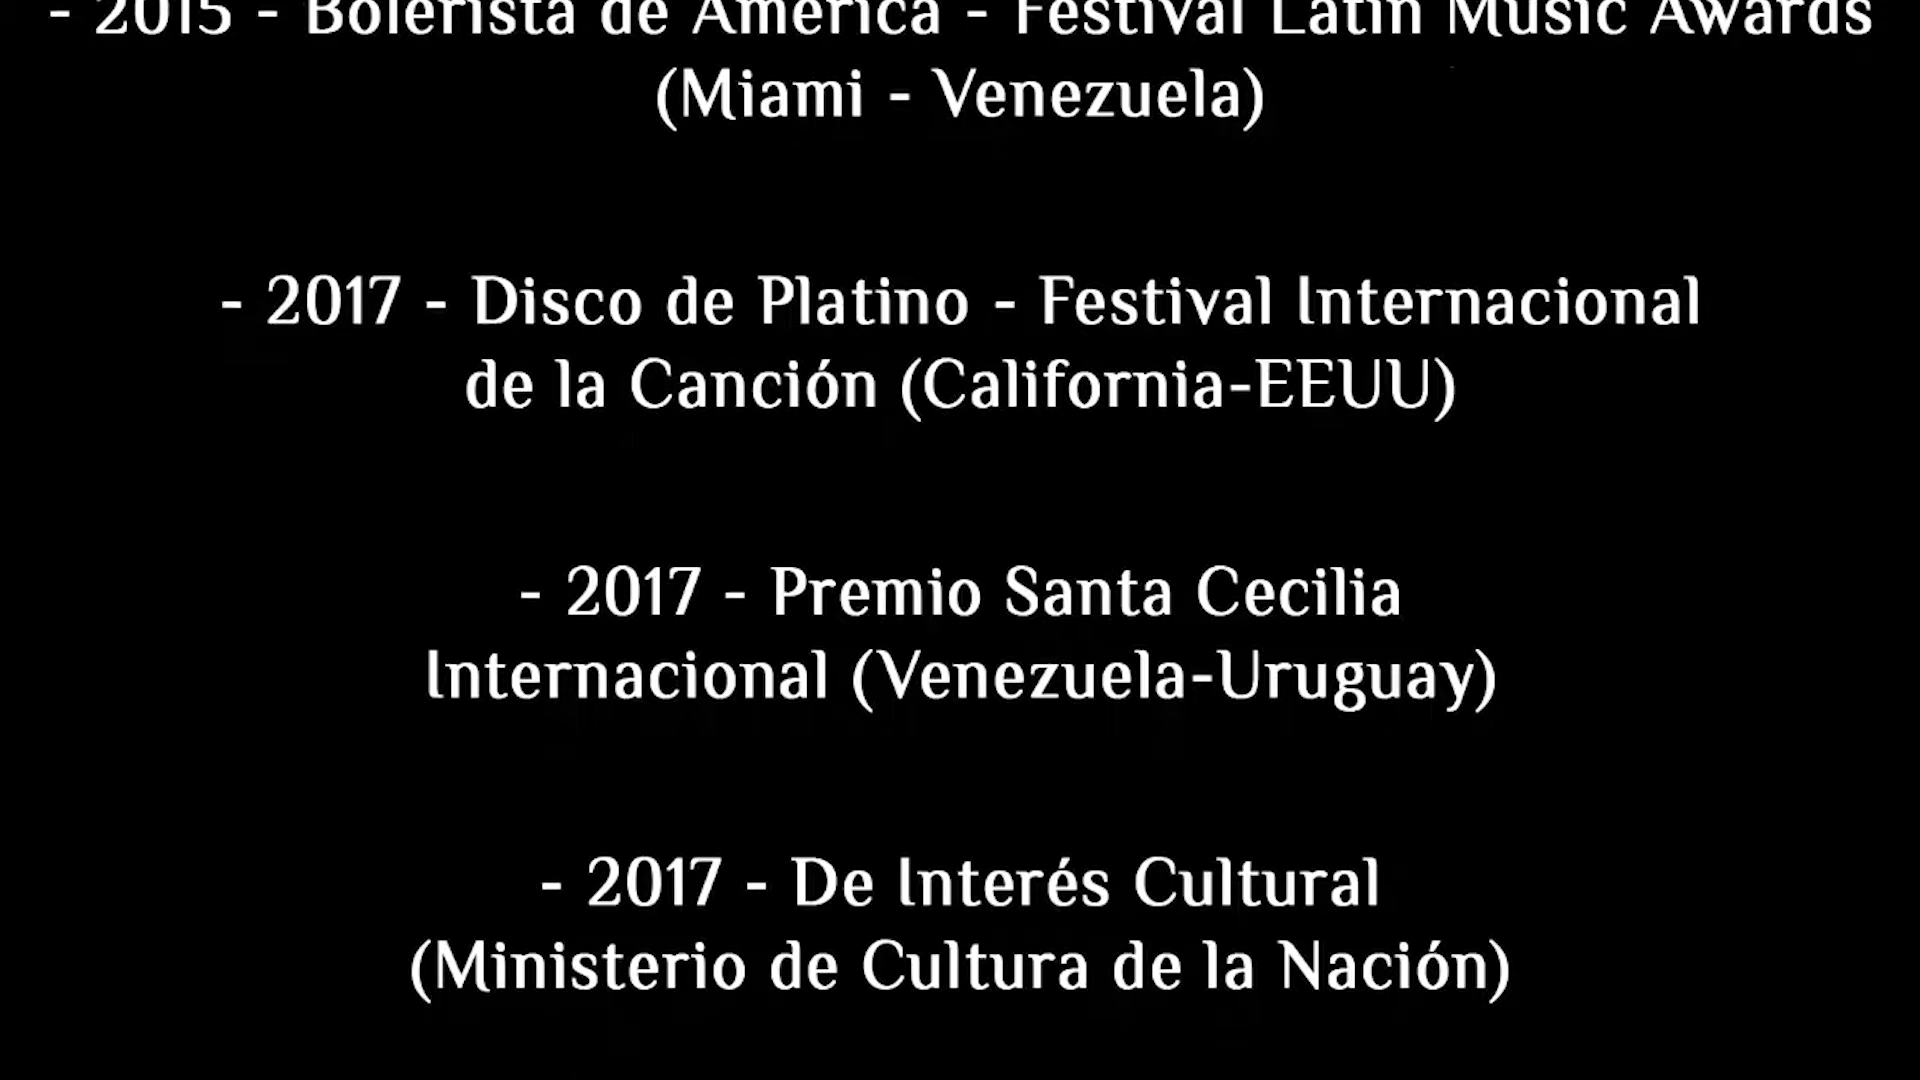 - 2015 - Bolerista de América - Festival Latin Music Awards
(Miami - Venezuela)
- 2017 - Disco de Platino - Festival Internacional
de la Canción (California-EEUU)
- 2017 - Premio Santa Cecilia
Internacional (Venezuela-Uruguay)
- 2017 - De Interés Cultural
(Ministerio de Cultura de la Nación)